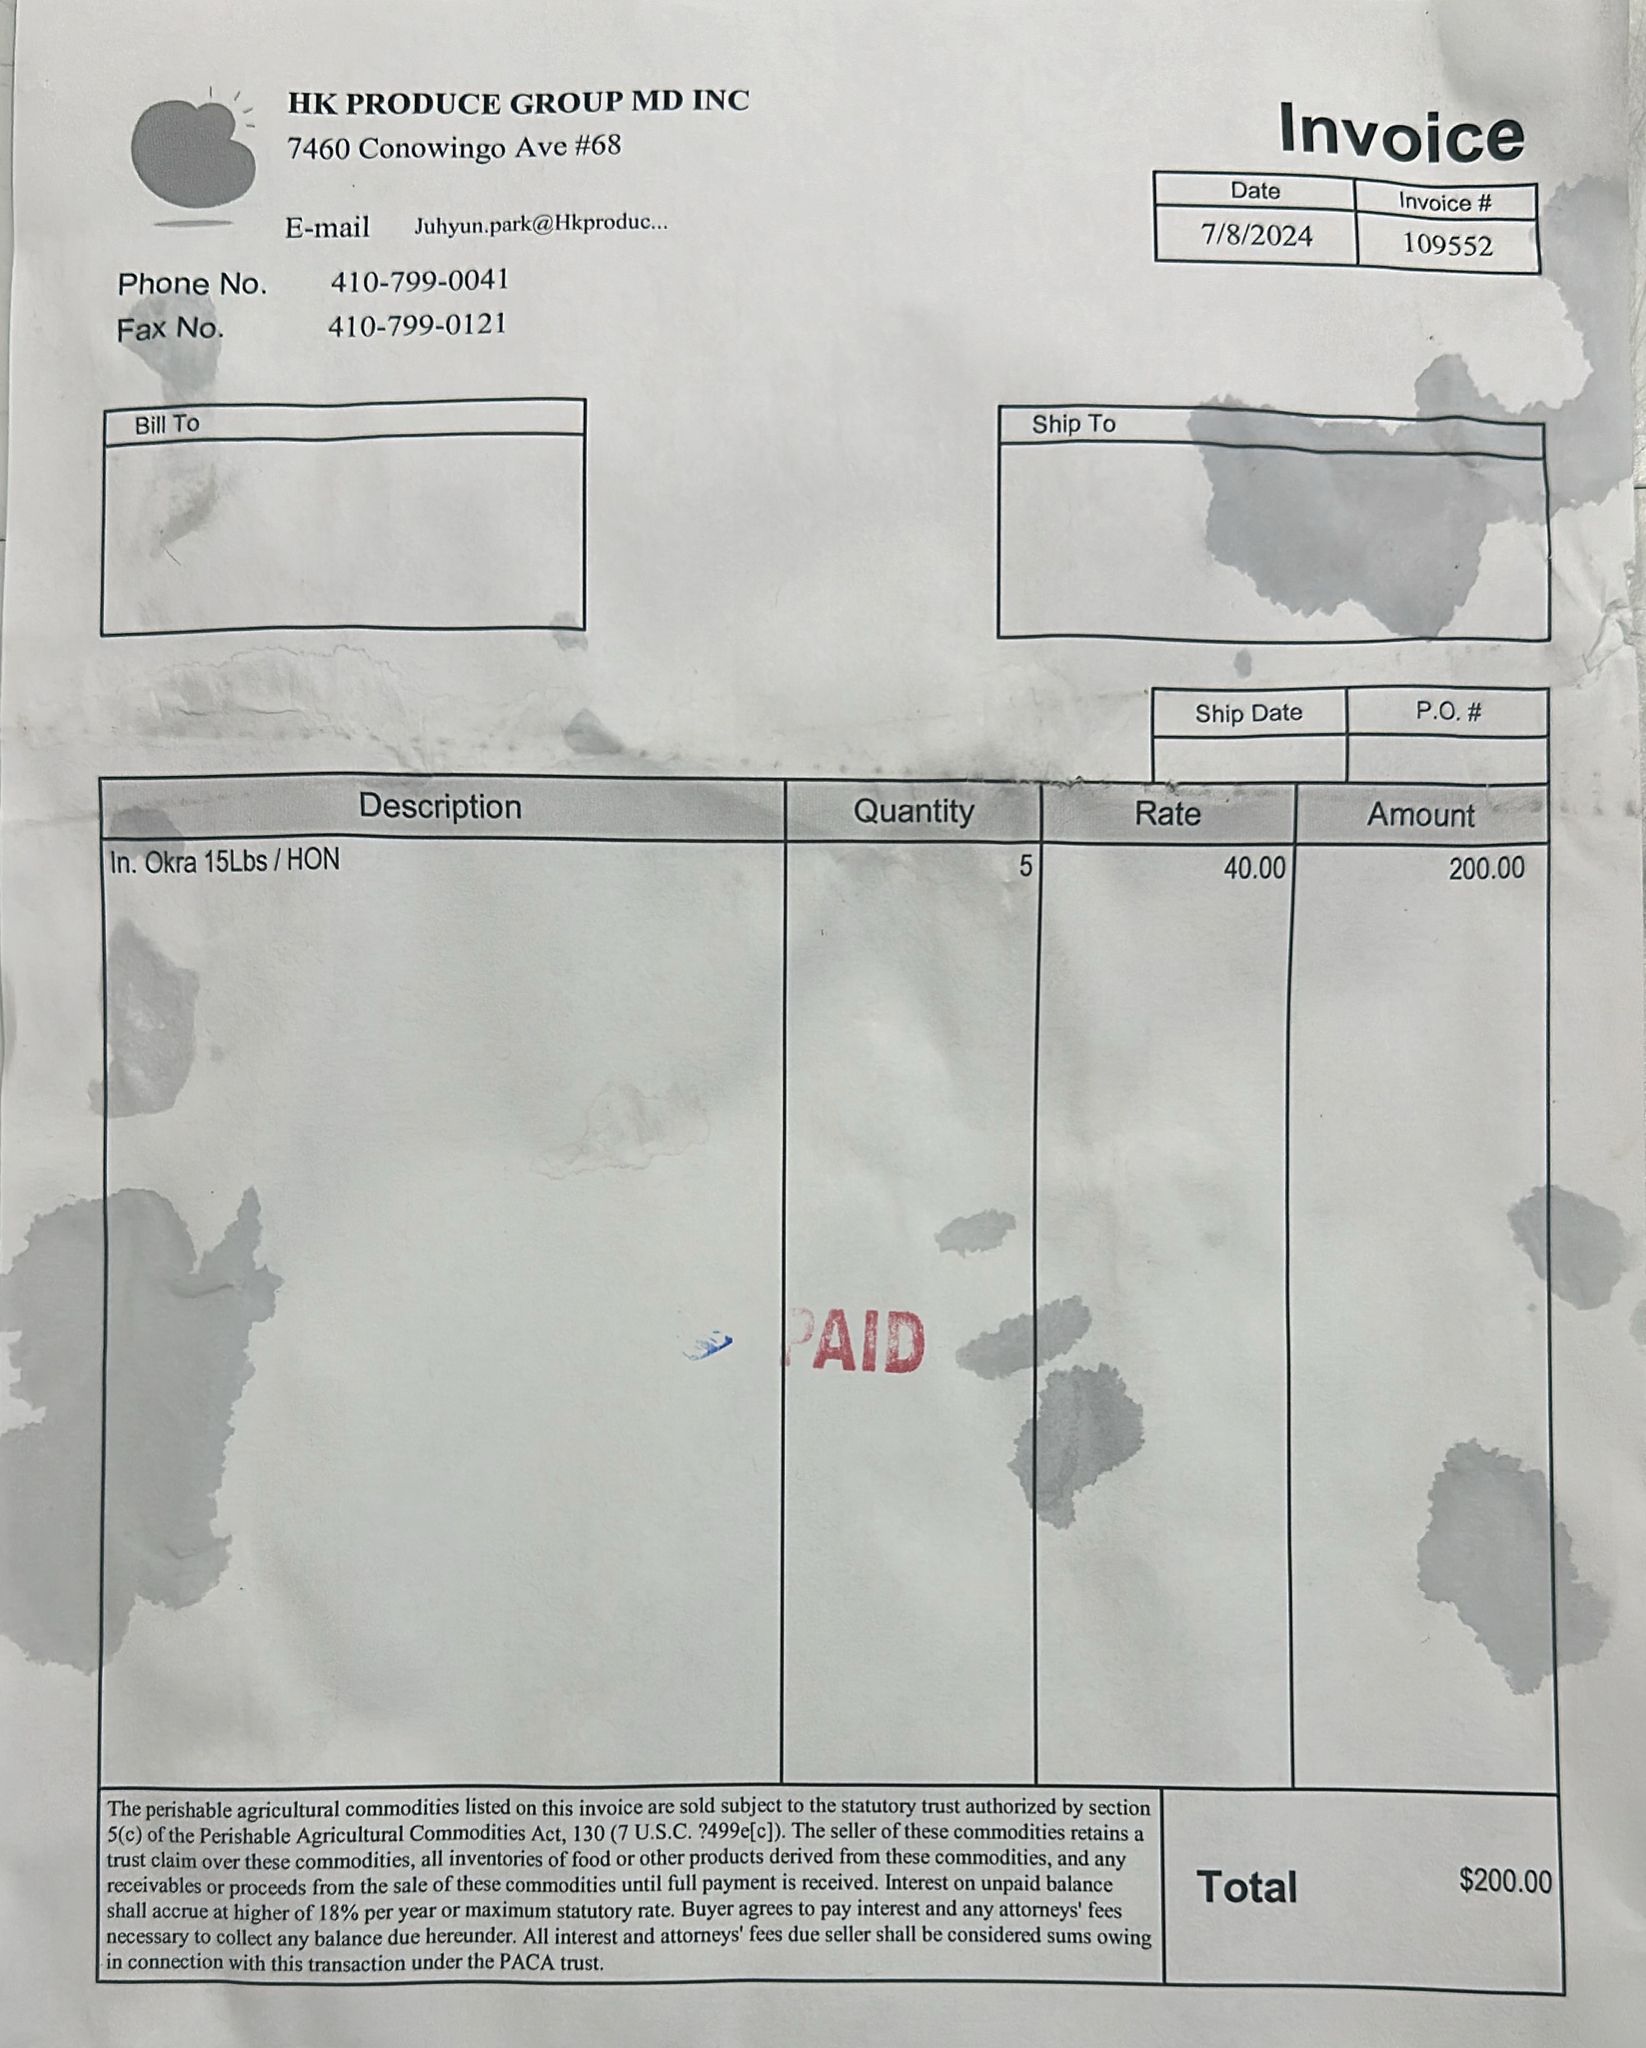 HK PRODUCE GROUP MD INC
7460 Conowingo Ave #68
E-mail Juhyun.park@Hkproduc...
Phone No. 410-799-0041
Fax No. 410-799-0121
Invoice
Date Invoice #
7/8/2024 109552
Bill To
Ship To
Ship Date P.O. #
Description Quantity Rate Amount
In. Okra 15Lbs / HON 5 40.00 200.00
PAID
The perishable agricultural commodities listed on this invoice are sold subject to the statutory trust authorized by section
5(c) of the Perishable Agricultural Commodities Act, 130 (7 U.S.C. ?499e[c]). The seller of these commodities retains a
trust claim over these commodities, all inventories of food or other products derived from these commodities, and any
receivables or proceeds from the sale of these commodities until full payment is received. Interest on unpaid balance
shall accrue at higher of 18% per year or maximum statutory rate. Buyer agrees to pay interest and any attorneys' fees
necessary to collect any balance due hereunder. All interest and attorneys' fees due seller shall be considered sums owing
in connection with this transaction under the PACA trust.
Total $200.00